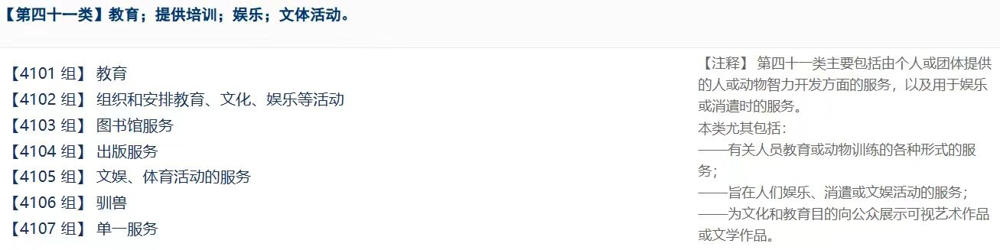 【第四十一类】教育；提供培训；娱乐；文体活动。
【4101 组】 教育
【4102 组】 组织和安排教育、文化、娱乐等活动
【4103 组】 图书馆服务
【4104 组】 出版服务
【4105 组】 文娱、体育活动的服务
【4106 组】 驯兽
【4107 组】 单一服务
【注释】 第四十一类主要包括由个人或团体提供
的人或动物智力开发方面的服务，以及用于娱乐
或消遣时的服务。
本类尤其包括：
——有关人员教育或动物训练的各种形式的服
务；
——旨在人们娱乐、消遣或文娱活动的服务；
——为文化和教育目的向公众展示可视艺术作品
或文学作品。